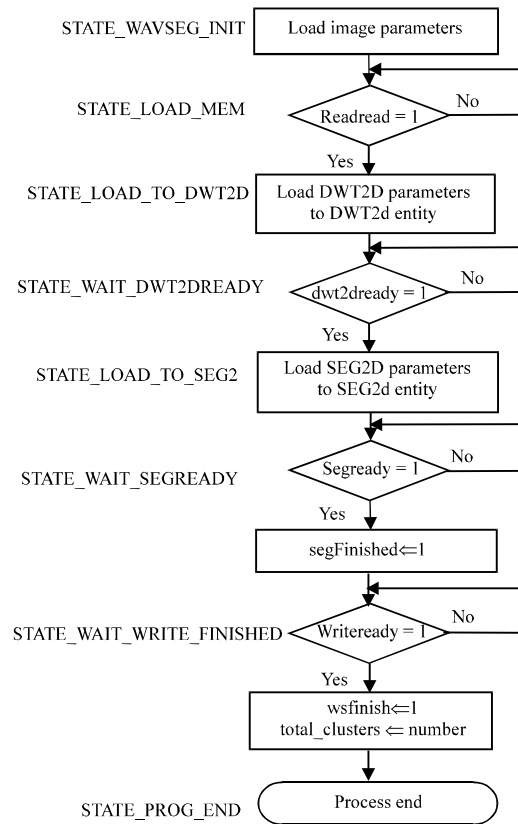 STATE_WAVSEG_INIT
Load image parameters
No
STATE_LOAD_MEM
Readread = 1
Yes
STATE_LOAD_TO_DWT2D
Load DWT2D parameters
to DWT2d entity
No
STATE_WAIT_DWT2DREADY
dwt2dready = 1
Yes
Load SEG2D parameters
STATE_LOAD_TO_SEG2
to SEG2d entity
No
Segready = 1
STATE_WAIT_SEGREADY
Yes
segFinished⇐1
No
STATE_WAIT_WRITE_FINISHED
Writeready = 1
Yes
wsfinish⇐1
total_clusters ⇐ number
Process end
STATE_PROG_END